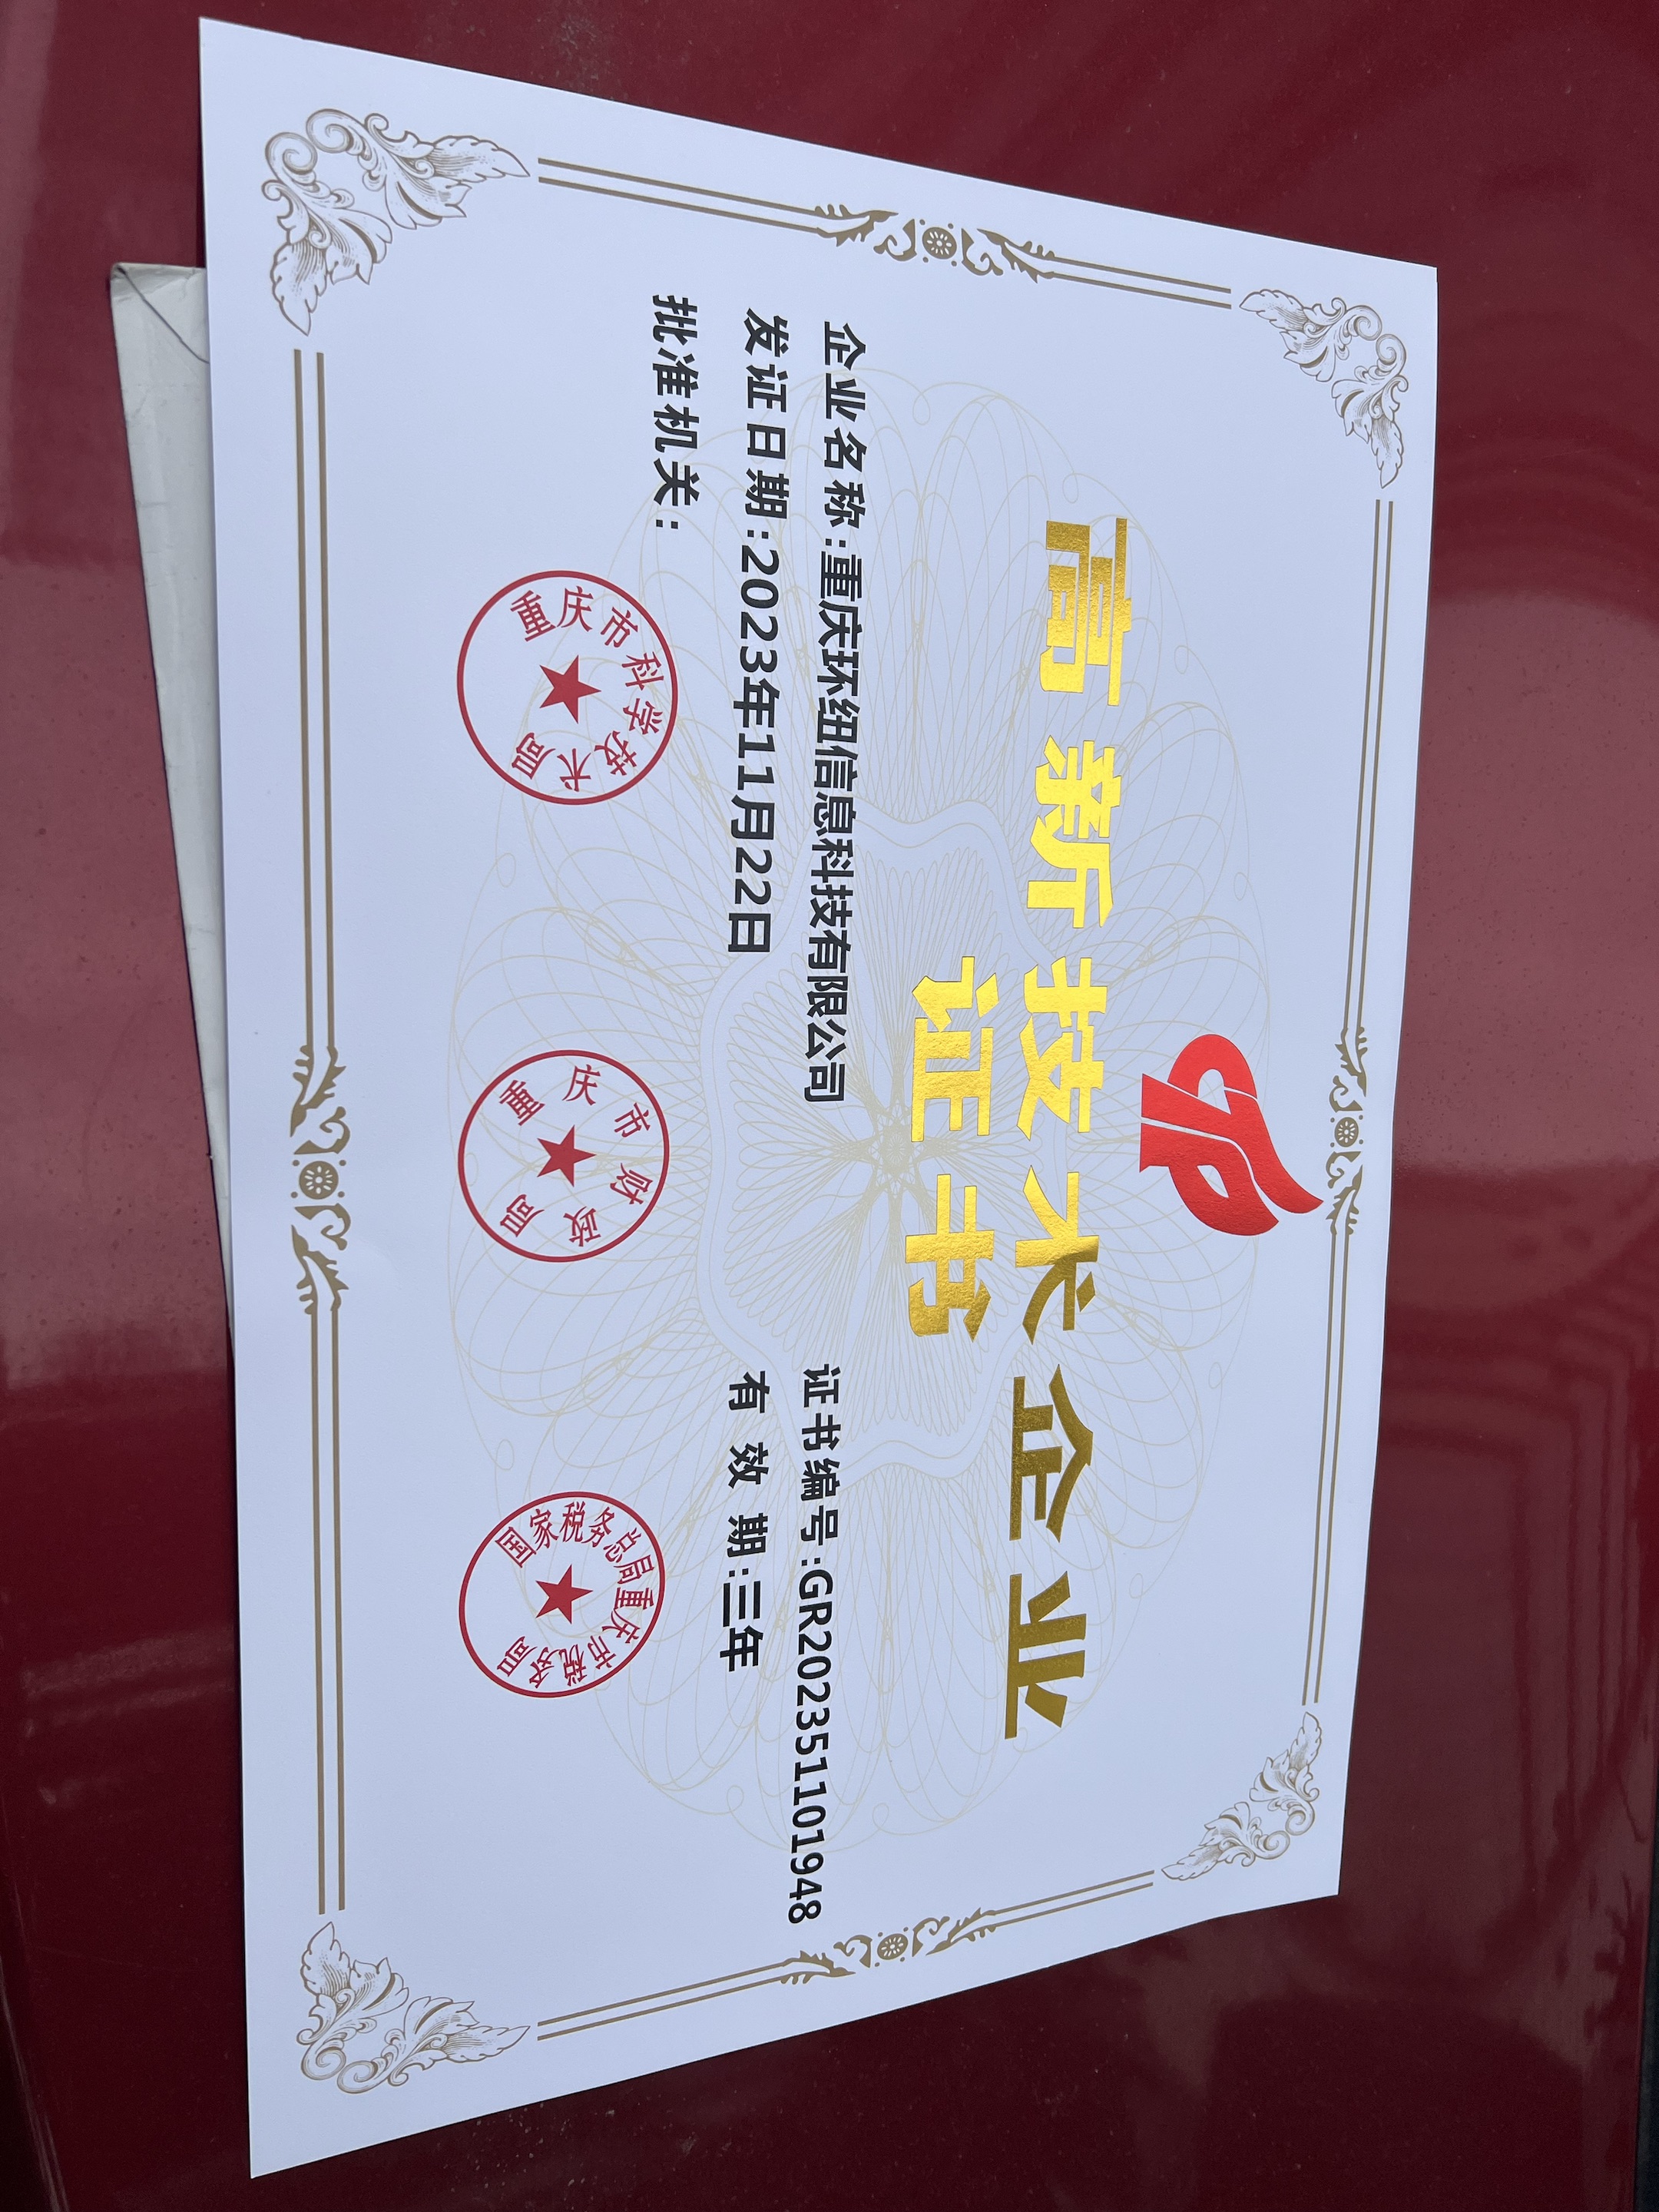 高新技术企业
证书
企业名称:重庆环纽信息科技有限公司
证书编号:GR202351101948
发证日期:2023年11月22日
有效期:三年
批准机关:
重庆市科学技术局
重庆市财政局
国家税务总局重庆市税务局